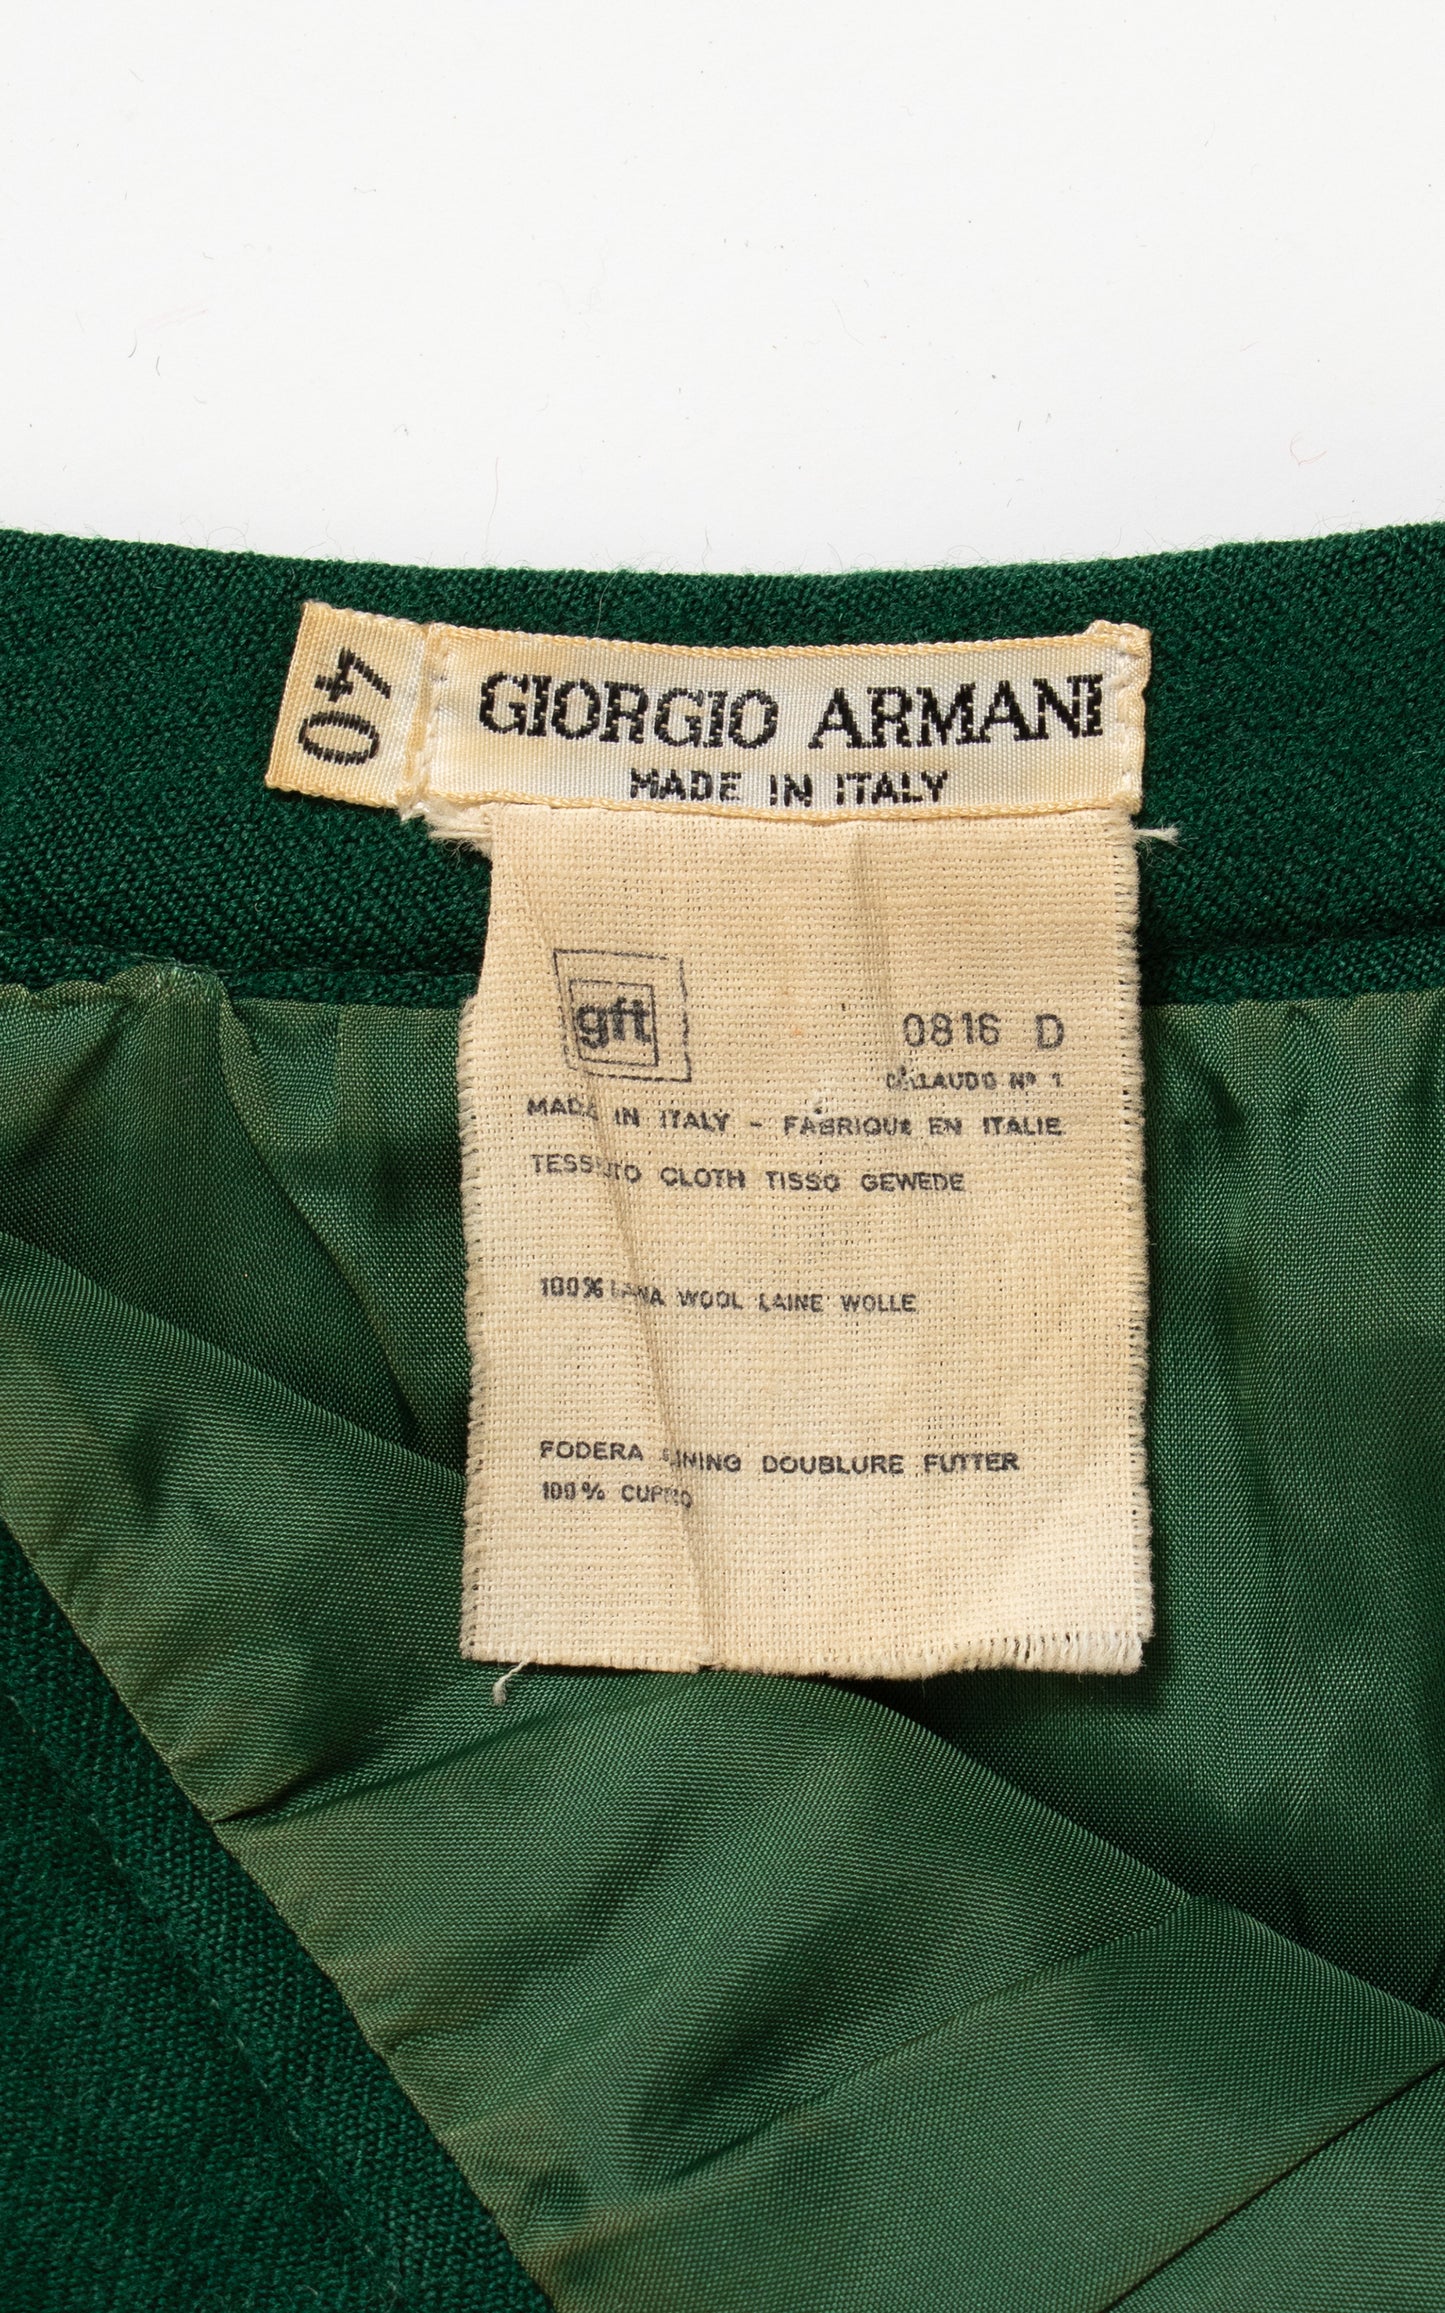 40
GIORGIO ARMANI
MADE IN ITALY
gft
0816 D
COLLAUDO Nº 1
MADE IN ITALY - FABRIQUE EN ITALIE
TESSUTO CLOTH TISSO GEWEDE
100% LANA WOOL LAINE WOLLE
FODERA LINING DOUBLURE FUTTER
100% CUPRO